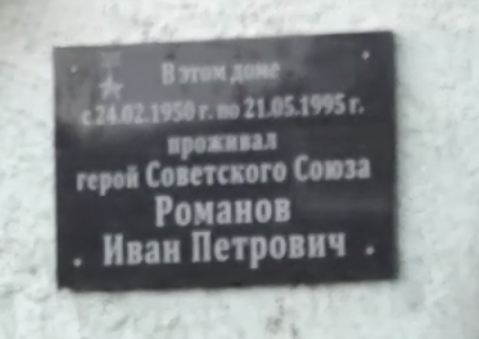 В этом доме
с 24.02.1950 г. по 21.05.1995 г.
проживал
герой Советского Союза
Романов
Иван Петрович